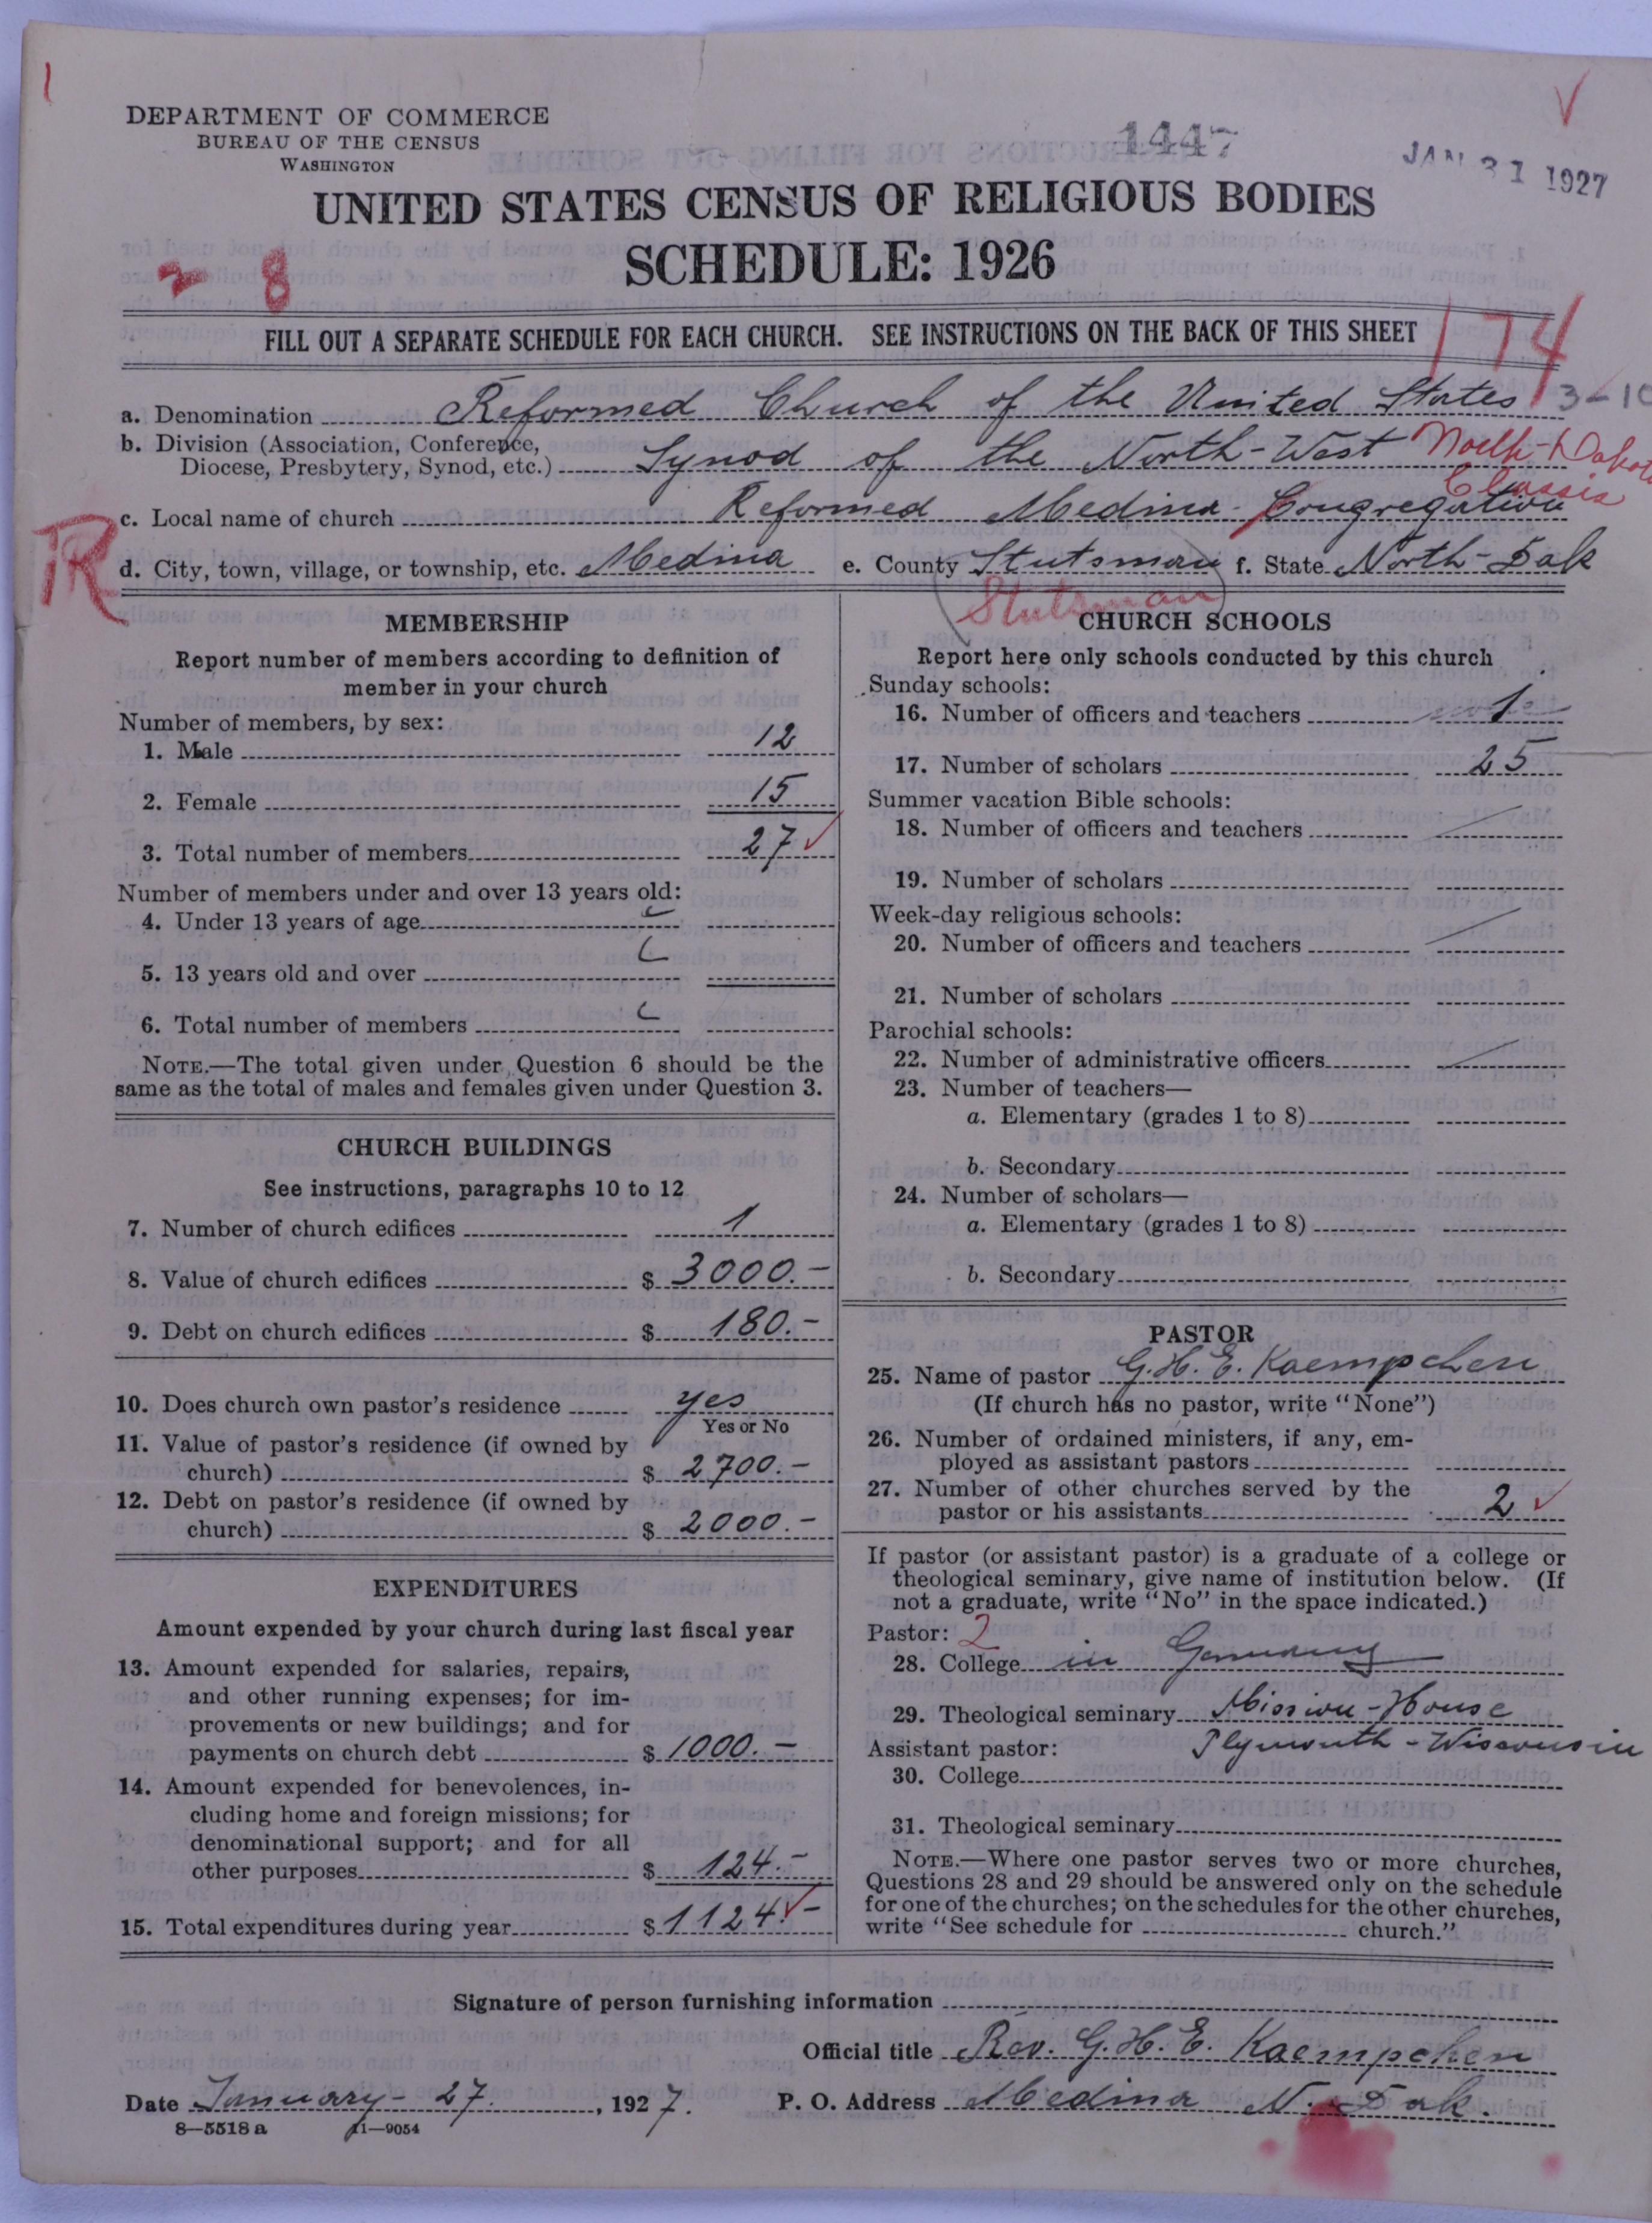 DEPARTMENT OF COMMERCE
BUREAU OF THE CENSUS
WASHINGTON
1447
JAN 31 1927
UNITED STATES CENSUS OF RELIGIOUS BODIES
SCHEDULE: 1926
2 8
FILL OUT A SEPARATE SCHEDULE FOR EACH CHURCH. SEE INSTRUCTIONS ON THE BACK OF THIS SHEET
174
a. Denomination Reformed Church of the United States 13-10
b. Division (Association, Conference,
Diocese, Presbytery, Synod, etc.) Synod of the North-West North-Dakota
Classis
c. Local name of church Reformed Medina-Congregation
R
d. City, town, village, or township, etc. Medina e. County Stutsman f. State North-Dak
Stutsman
MEMBERSHIP
Report number of members according to definition of
member in your church
Number of members, by sex:
1. Male 12
2. Female 15
3. Total number of members 27 ✓
Number of members under and over 13 years old:
4. Under 13 years of age
5. 13 years old and over
6. Total number of members
NOTE.—The total given under Question 6 should be the
same as the total of males and females given under Question 3.
CHURCH BUILDINGS
See instructions, paragraphs 10 to 12
7. Number of church edifices 1
8. Value of church edifices $ 3000.-
9. Debt on church edifices $ 180.-
10. Does church own pastor's residence yes
Yes or No
11. Value of pastor's residence (if owned by
church) $ 2700.-
12. Debt on pastor's residence (if owned by
church) $ 2000.-
EXPENDITURES
Amount expended by your church during last fiscal year
13. Amount expended for salaries, repairs,
and other running expenses; for im-
provements or new buildings; and for
payments on church debt $ 1000.-
14. Amount expended for benevolences, in-
cluding home and foreign missions; for
denominational support; and for all
other purposes $ 124.-
15. Total expenditures during year $ 1124.- ✓
CHURCH SCHOOLS
Report here only schools conducted by this church
Sunday schools:
16. Number of officers and teachers 1
17. Number of scholars 25
Summer vacation Bible schools:
18. Number of officers and teachers
19. Number of scholars
Week-day religious schools:
20. Number of officers and teachers
21. Number of scholars
Parochial schools:
22. Number of administrative officers
23. Number of teachers—
a. Elementary (grades 1 to 8)
b. Secondary
24. Number of scholars—
a. Elementary (grades 1 to 8)
b. Secondary
PASTOR
25. Name of pastor G. H. E. Kaempchen
(If church has no pastor, write "None")
26. Number of ordained ministers, if any, em-
ployed as assistant pastors
27. Number of other churches served by the
pastor or his assistants 2 ✓
If pastor (or assistant pastor) is a graduate of a college or
theological seminary, give name of institution below. (If
not a graduate, write "No" in the space indicated.)
Pastor: 2
28. College in Germany
29. Theological seminary Mission-House
Assistant pastor: Plymouth-Wisconsin
30. College
31. Theological seminary
NOTE.—Where one pastor serves two or more churches,
Questions 28 and 29 should be answered only on the schedule
for one of the churches; on the schedules for the other churches,
write "See schedule for church."
Signature of person furnishing information
Official title Rev. G. H. E. Kaempchen
Date January-27., 1927. P. O. Address Medina N. Dak.
8—5518 a 11—9054